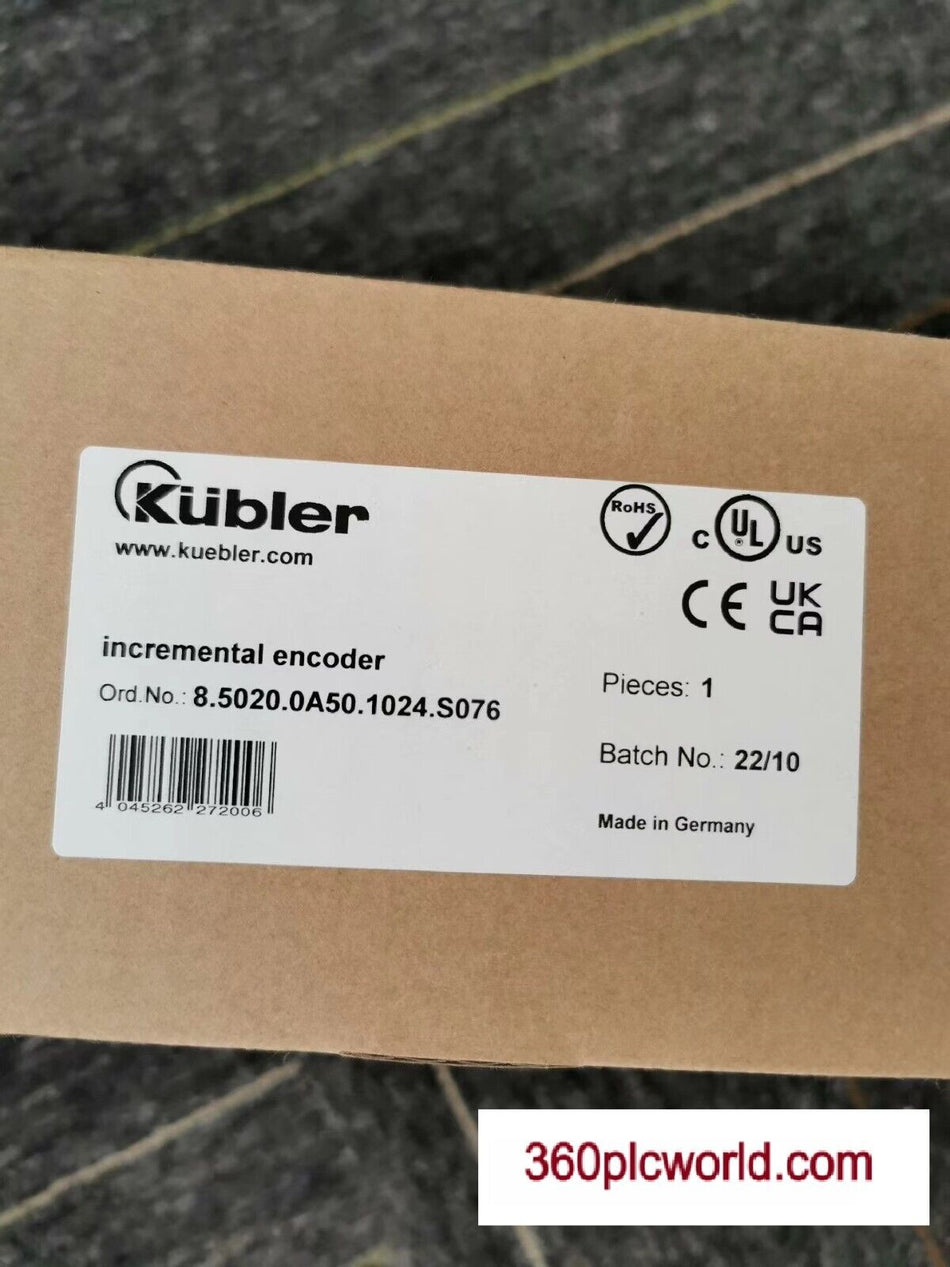 Kübler
www.kuebler.com
RoHS
c UL ® US
CE
UK
CA
incremental encoder
Ord.No.: 8.5020.0A50.1024.S076
4 045262 272006
Pieces: 1
Batch No.: 22/10
Made in Germany
360plcworld.com